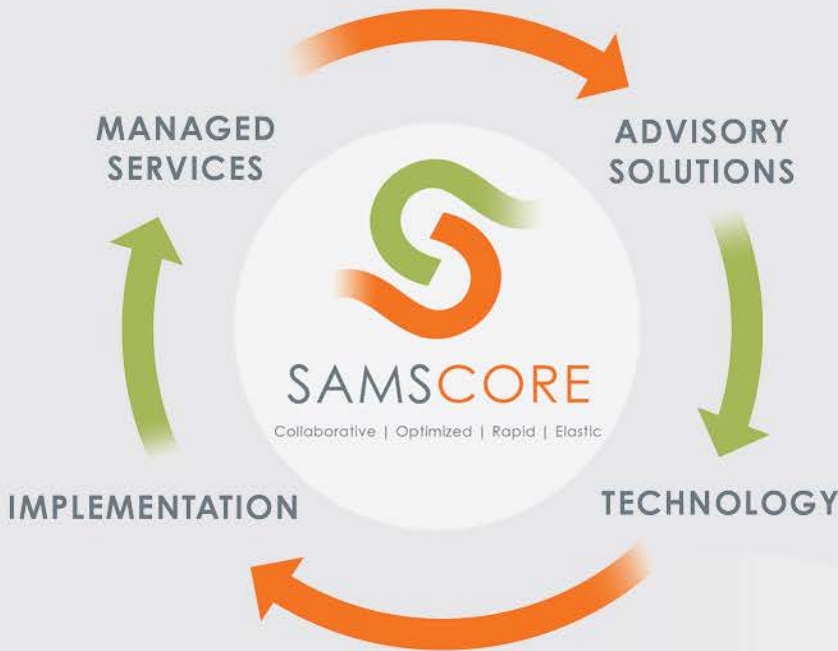 MANAGED
SERVICES
ADVISORY
SOLUTIONS
SAMSCORE
Collaborative | Optimized | Rapid | Elastic
IMPLEMENTATION
TECHNOLOGY